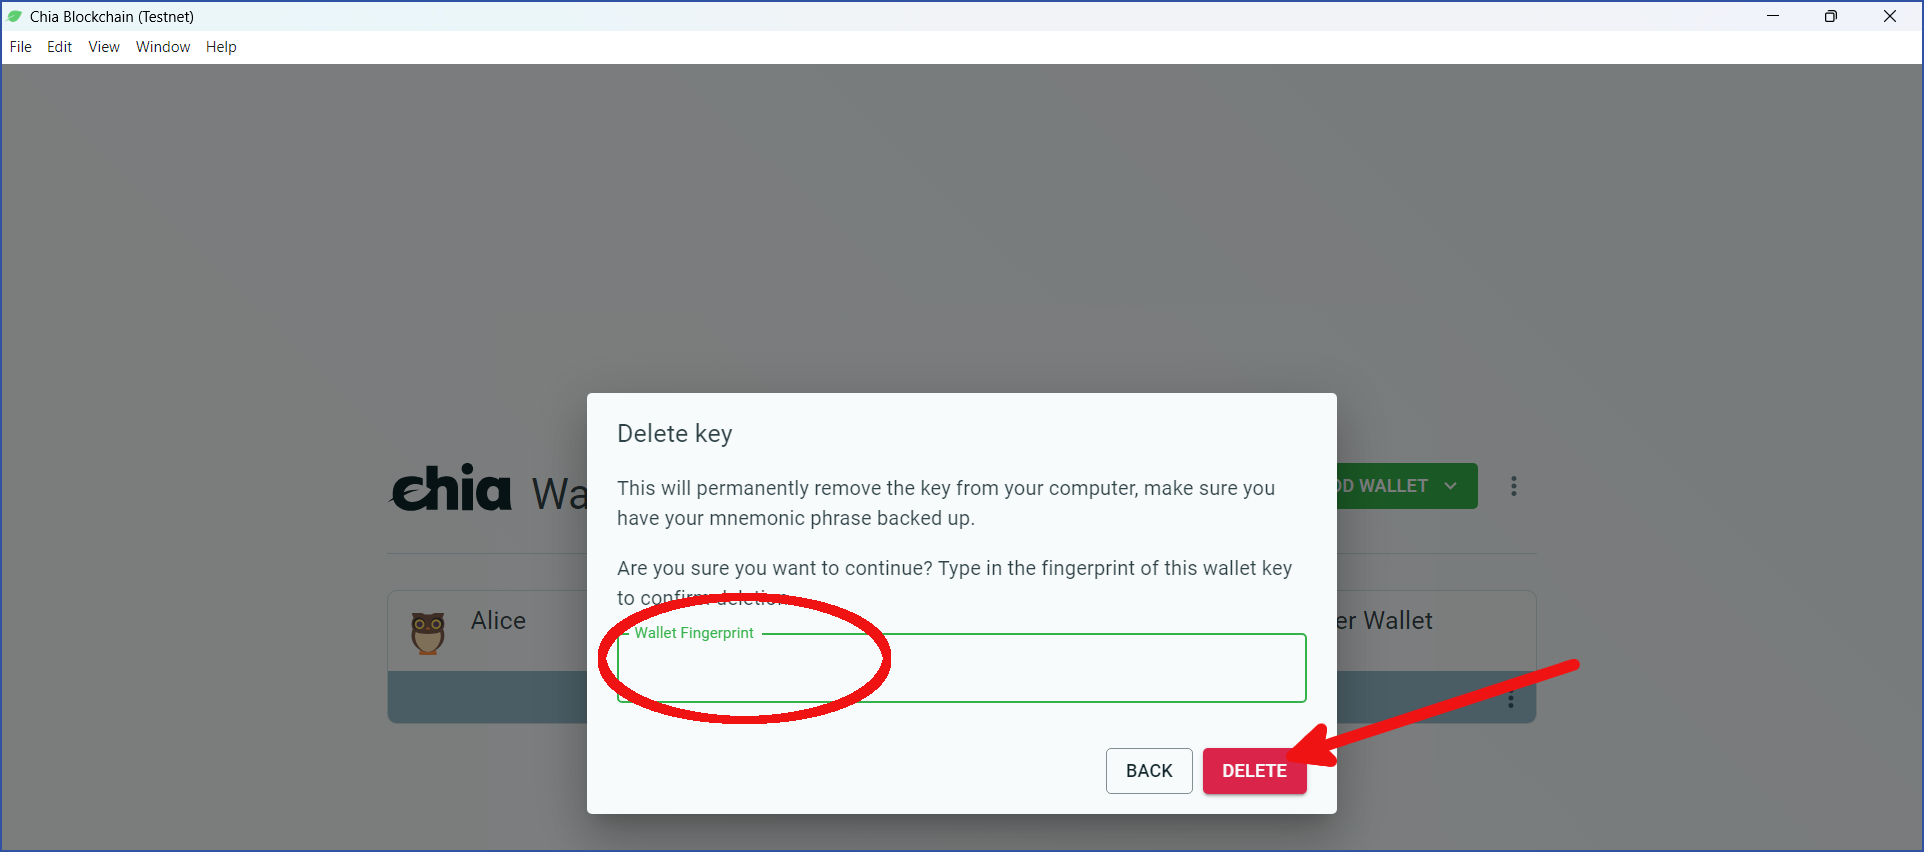 Chia Blockchain (Testnet)
File Edit View Window Help
Delete key
This will permanently remove the key from your computer, make sure you
have your mnemonic phrase backed up.
Are you sure you want to continue? Type in the fingerprint of this wallet key
to confirm deletion
Wallet Fingerprint
chia Wa
DD WALLET
Alice
er Wallet
BACK DELETE